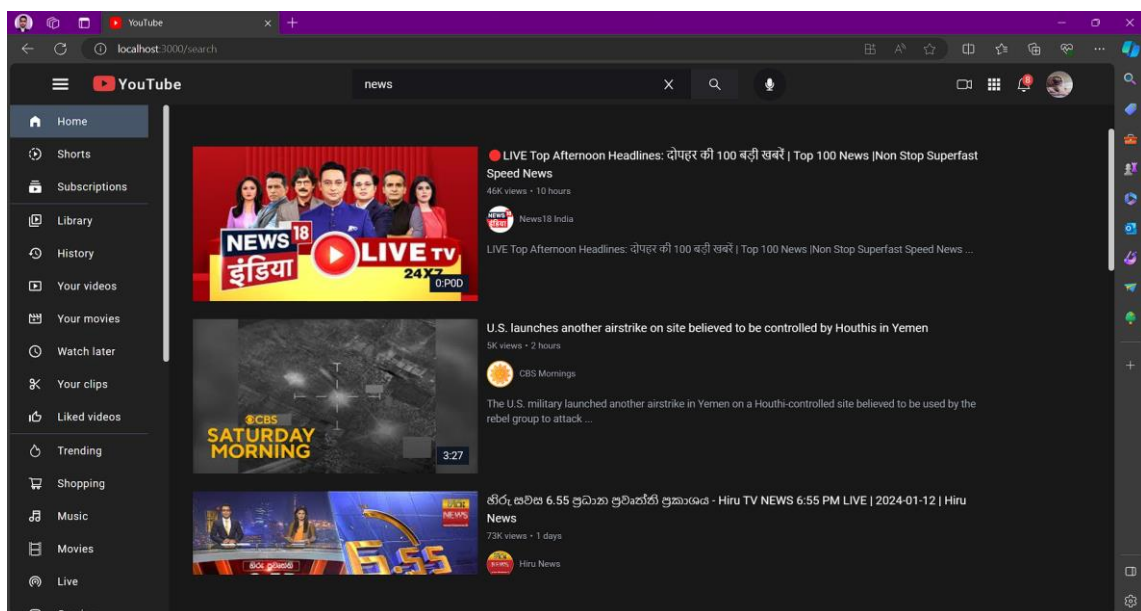 YouTube
localhost:3000/search
YouTube
news
8
Home
Shorts
Subscriptions
Library
History
Your videos
Your movies
Watch later
Your clips
Liked videos
Trending
Shopping
Music
Movies
Live
NEWS 18
इंडिया
LIVE TV
24X7
0:P0D
LIVE Top Afternoon Headlines: दोपहर की 100 बड़ी खबरें | Top 100 News |Non Stop Superfast
Speed News
46K views • 10 hours
News18 India
LIVE Top Afternoon Headlines: दोपहर की 100 बड़ी खबरें | Top 100 News |Non Stop Superfast Speed News ...
CBS
SATURDAY
MORNING
3:27
U.S. launches another airstrike on site believed to be controlled by Houthis in Yemen
5K views • 2 hours
CBS Mornings
The U.S. military launched another airstrike in Yemen on a Houthi-controlled site believed to be used by the
rebel group to attack ...
NEWS
6.55
හිරු ප්‍රවෘත්ති
හිරු සවස 6.55 ප්‍රධාන ප්‍රවෘත්ති ප්‍රකාශය - Hiru TV NEWS 6:55 PM LIVE | 2024-01-12 | Hiru
News
73K views • 1 days
Hiru News